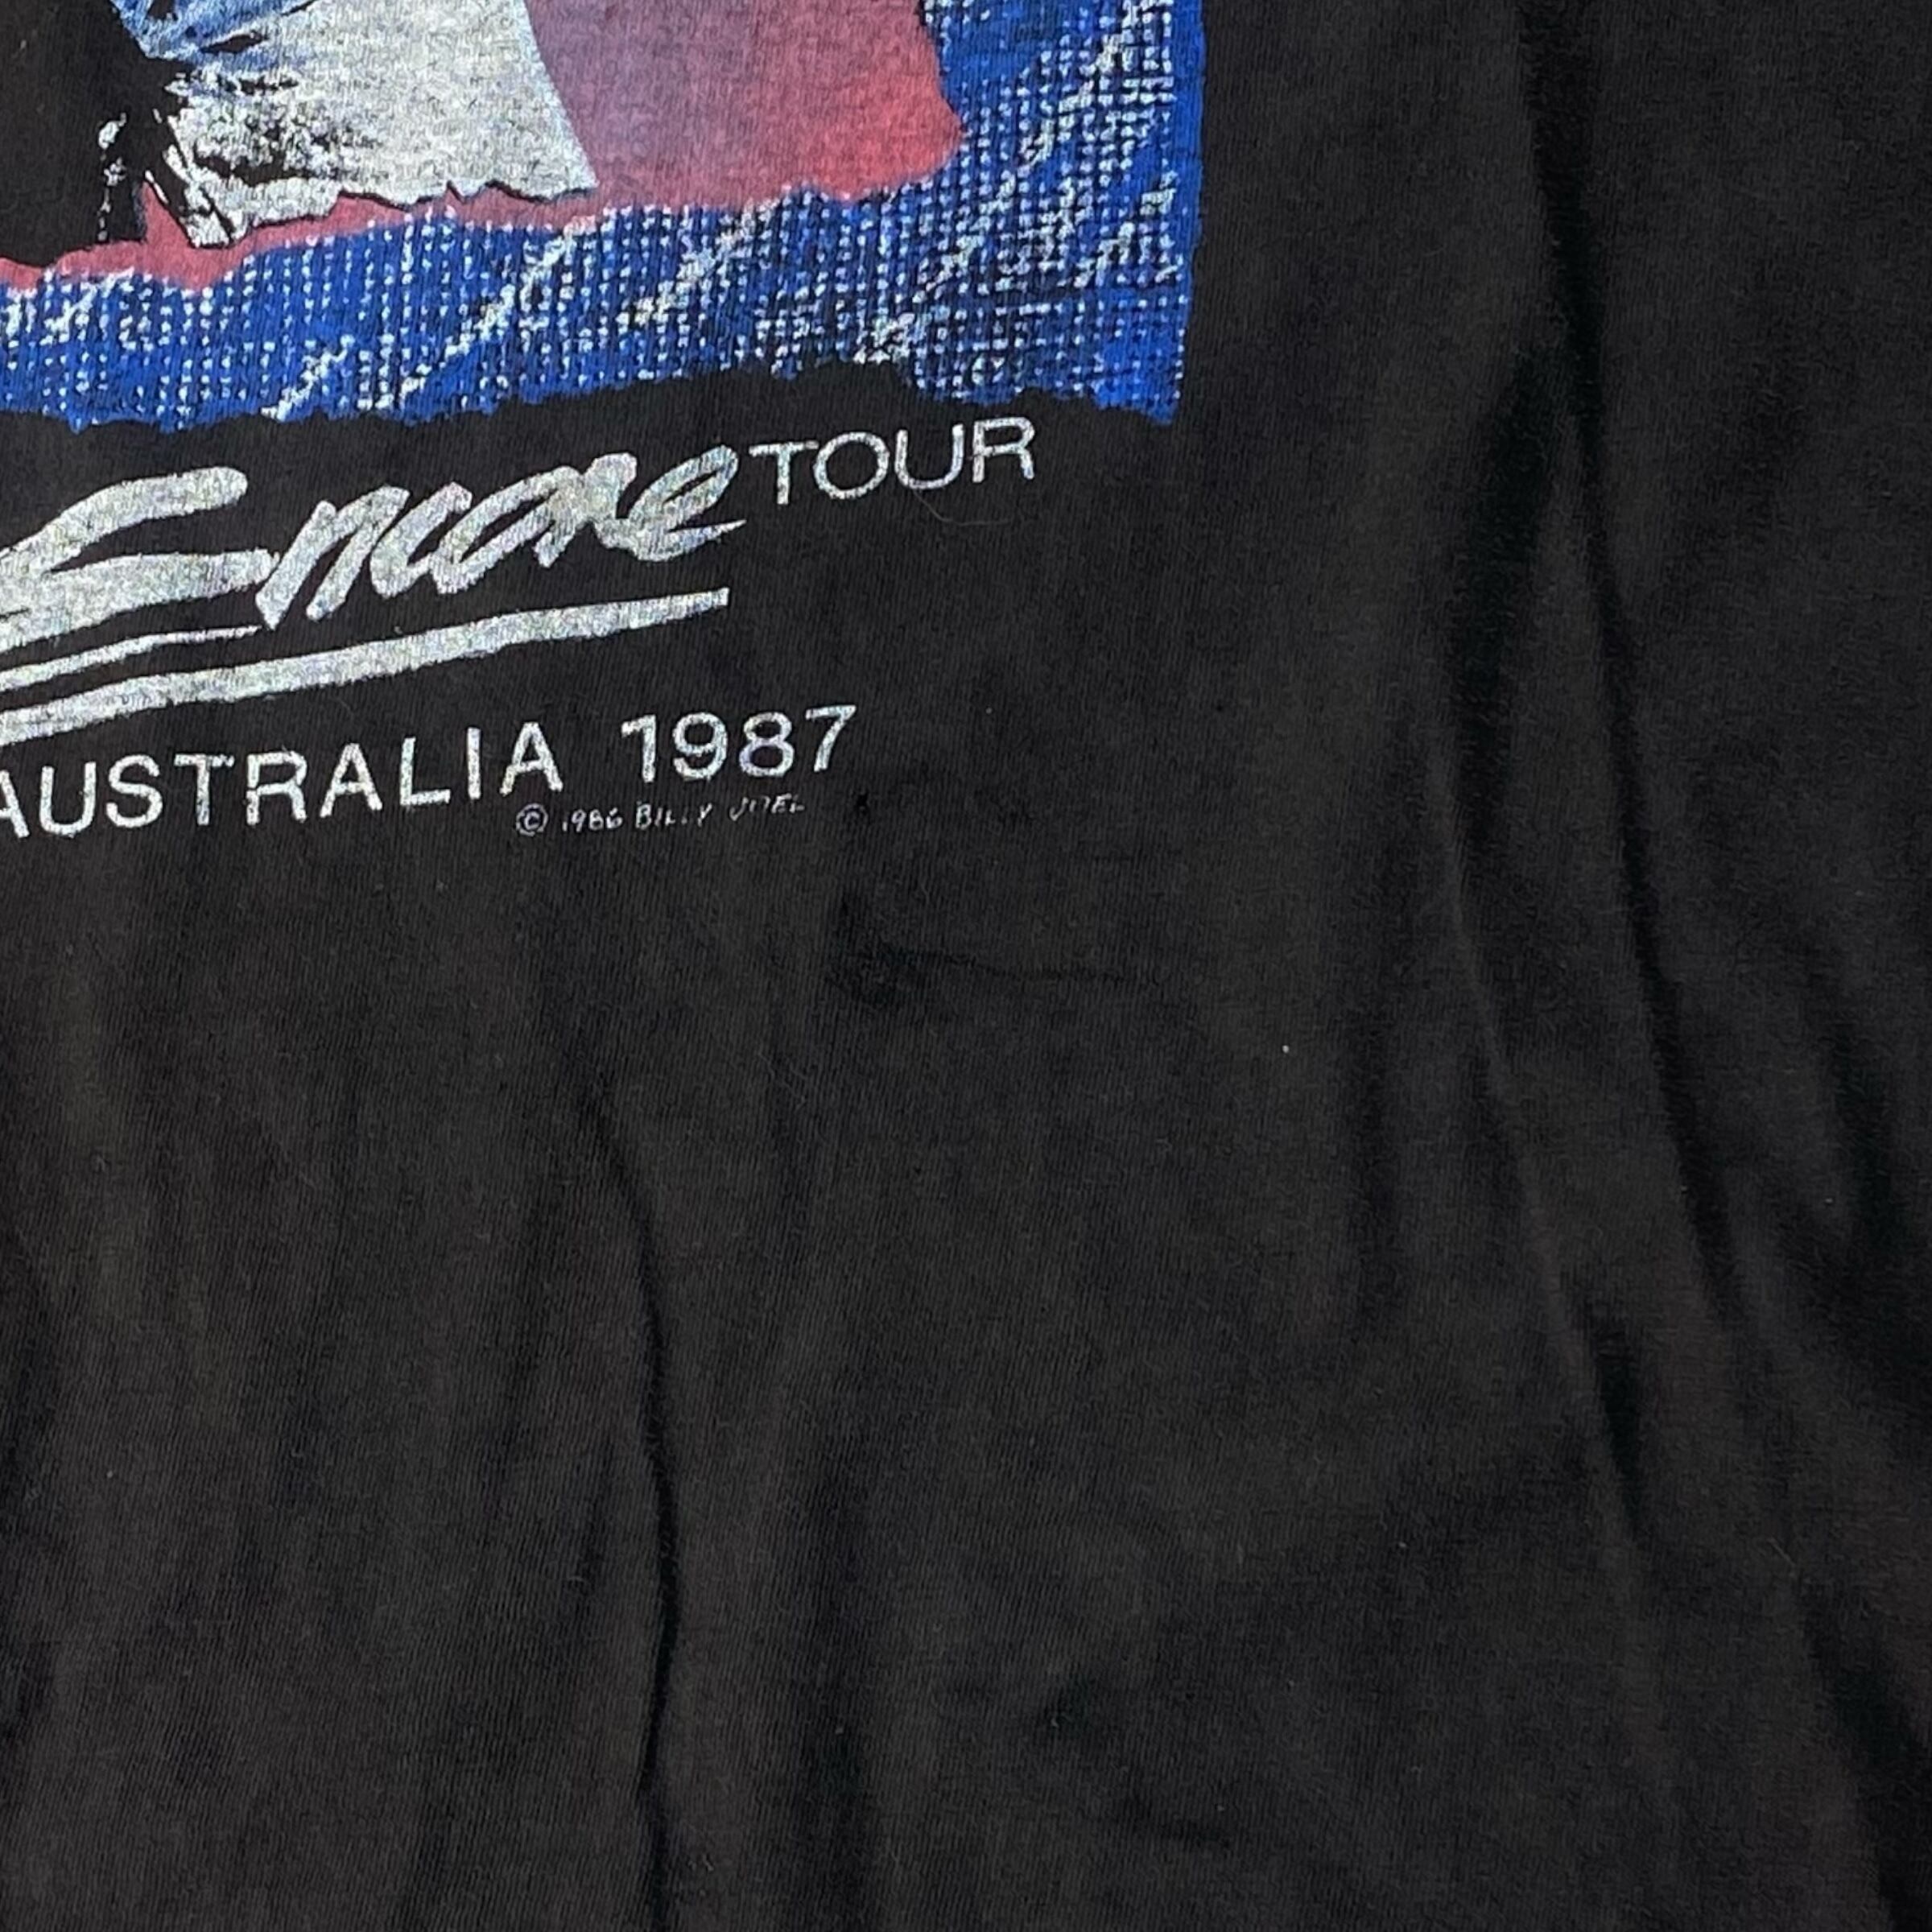 Encore TOUR
AUSTRALIA 1987
© 1986 BILLY JOEL